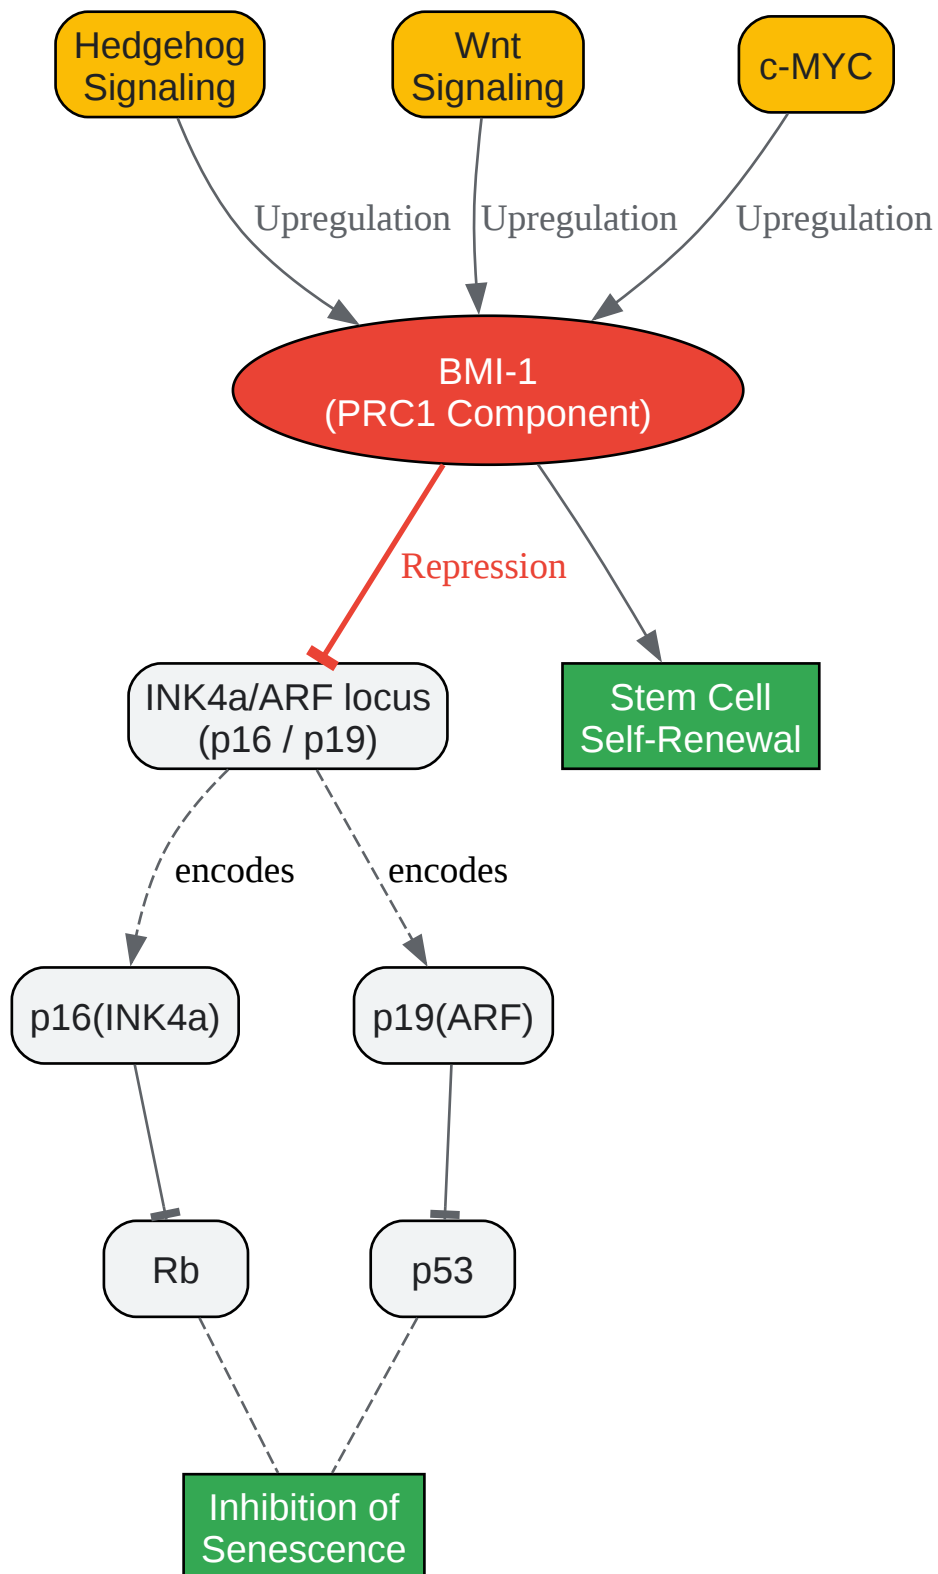 Hedgehog
Signaling
Wnt
Signaling
c-MYC
Upregulation
Upregulation
Upregulation
BMI-1
(PRC1 Component)
Repression
INK4a/ARF locus
(p16 / p19)
Stem Cell
Self-Renewal
encodes
encodes
p16(INK4a)
p19(ARF)
Rb
p53
Inhibition of
Senescence